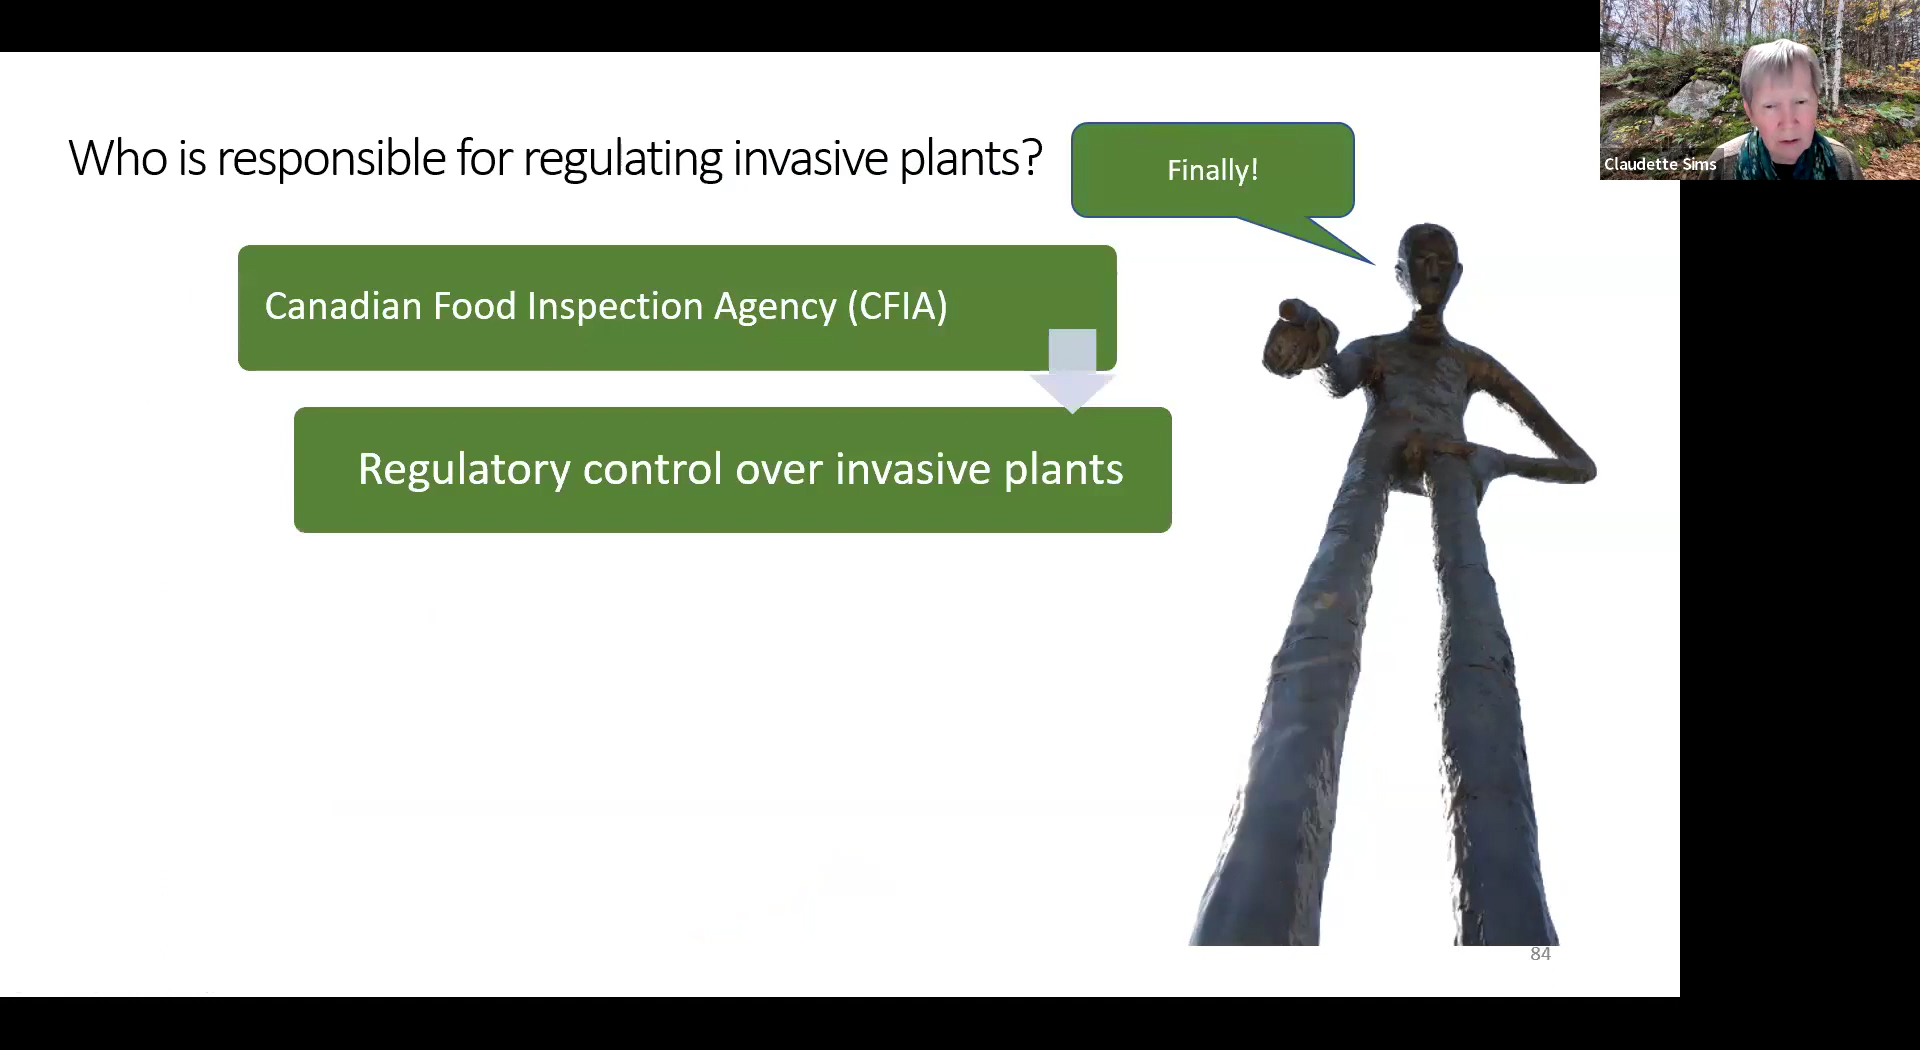 Who is responsible for regulating invasive plants?
Finally!
Claudette Sims
Canadian Food Inspection Agency (CFIA)
Regulatory control over invasive plants
84